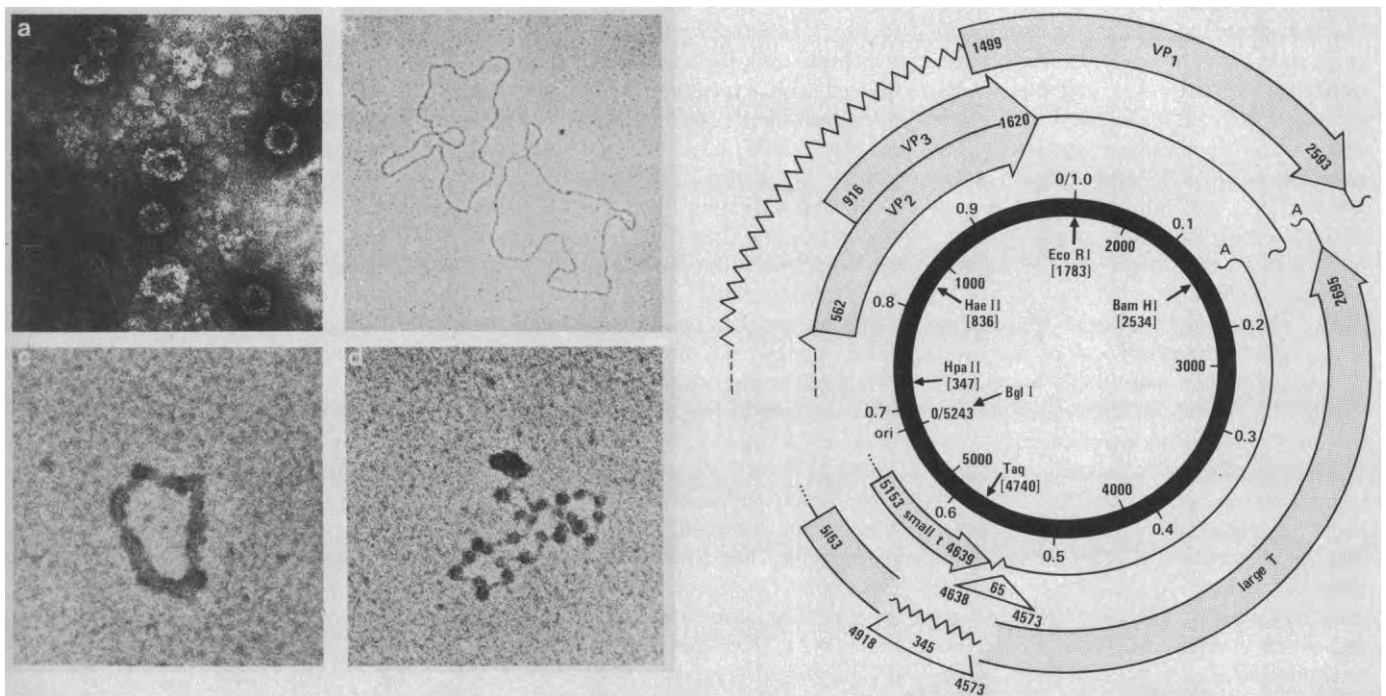 a
b
c
d
1499
VP1
2593
VP3
1620
916
VP2
562
A
A
2695
large T
0/1.0
0.1
0.2
0.3
0.4
0.5
0.6
ori
0.7
0.8
0.9
2000
3000
4000
5000
0/5243
1000
Eco RI
[1783]
Bam HI
[2534]
Hae II
[836]
Hpa II
[347]
Bgl I
Taq
[4740]
5153 small t 4639
4638
65
4573
5153
4918
345
4573